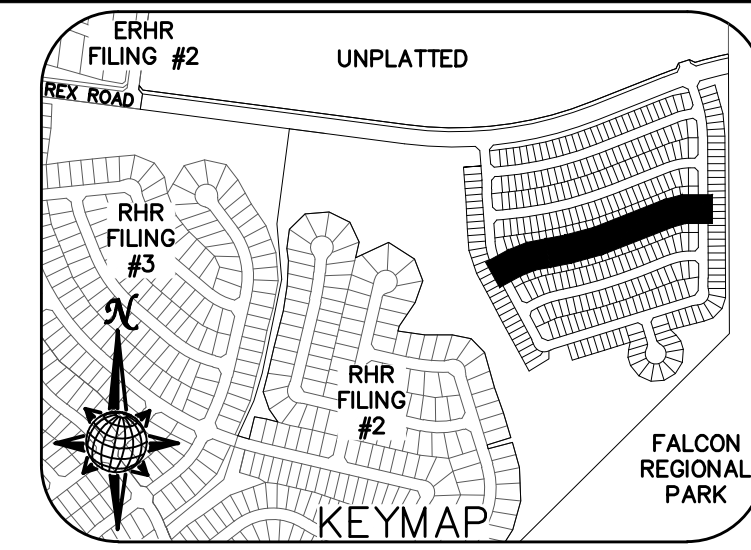 ERHR
FILING #2
UNPLATTED
REX ROAD
RHR
FILING
#3
N
RHR
FILING
#2
FALCON
REGIONAL
PARK
KEYMAP